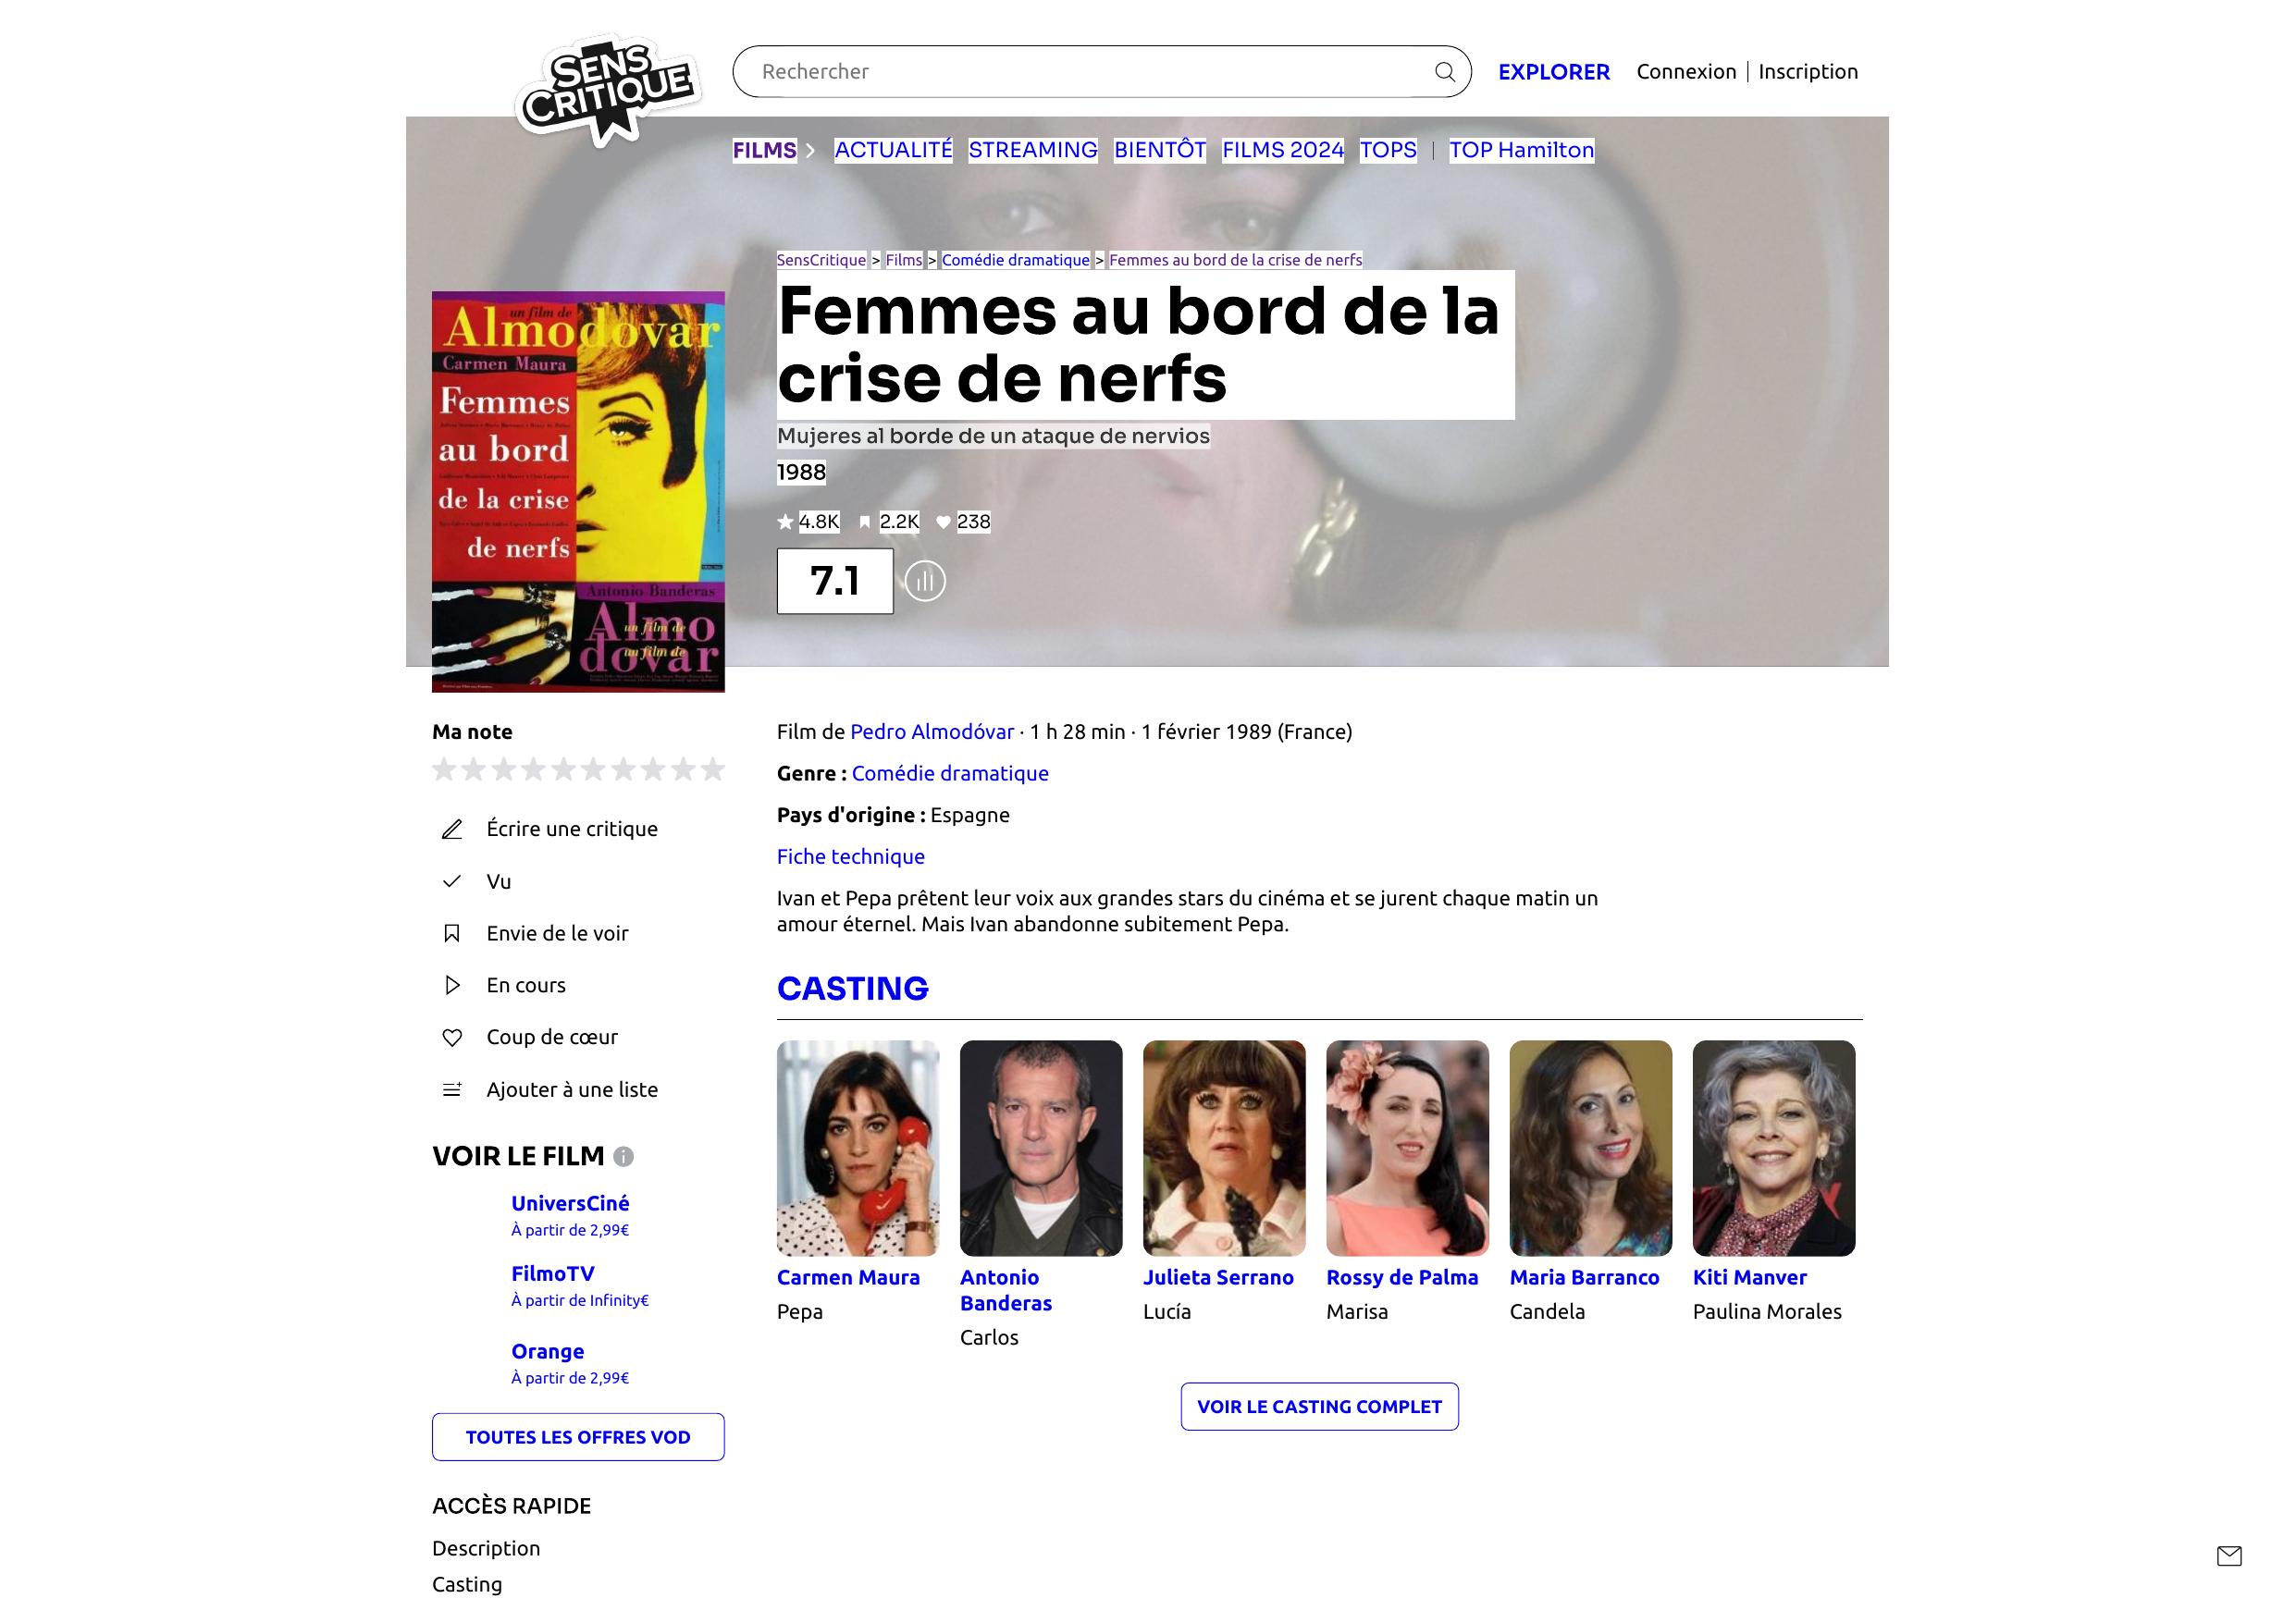 SENS
CRITIQUE
Rechercher
EXPLORER
Connexion | Inscription
FILMS
ACTUALITÉ
STREAMING
BIENTÔT
FILMS 2024
TOPS
TOP Hamilton
SensCritique > Films > Comédie dramatique > Femmes au bord de la crise de nerfs
Femmes au bord de la
crise de nerfs
Mujeres al borde de un ataque de nervios
1988
4.8K
2.2K
238
7.1
un film de
Almodovar
Carmen Maura
Femmes
au bord
de la crise
de nerfs
Antonio Banderas
Almo
un film de
dovar
un film de
Ma note
Écrire une critique
Vu
Envie de le voir
En cours
Coup de cœur
Ajouter à une liste
VOIR LE FILM
UniversCiné
À partir de 2,99€
FilmoTV
À partir de Infinity€
Orange
À partir de 2,99€
TOUTES LES OFFRES VOD
ACCÈS RAPIDE
Description
Casting
Film de Pedro Almodóvar · 1 h 28 min · 1 février 1989 (France)
Genre : Comédie dramatique
Pays d'origine : Espagne
Fiche technique
Ivan et Pepa prêtent leur voix aux grandes stars du cinéma et se jurent chaque matin un
amour éternel. Mais Ivan abandonne subitement Pepa.
CASTING
Carmen Maura
Pepa
Antonio
Banderas
Carlos
Julieta Serrano
Lucía
Rossy de Palma
Marisa
Maria Barranco
Candela
Kiti Manver
Paulina Morales
VOIR LE CASTING COMPLET